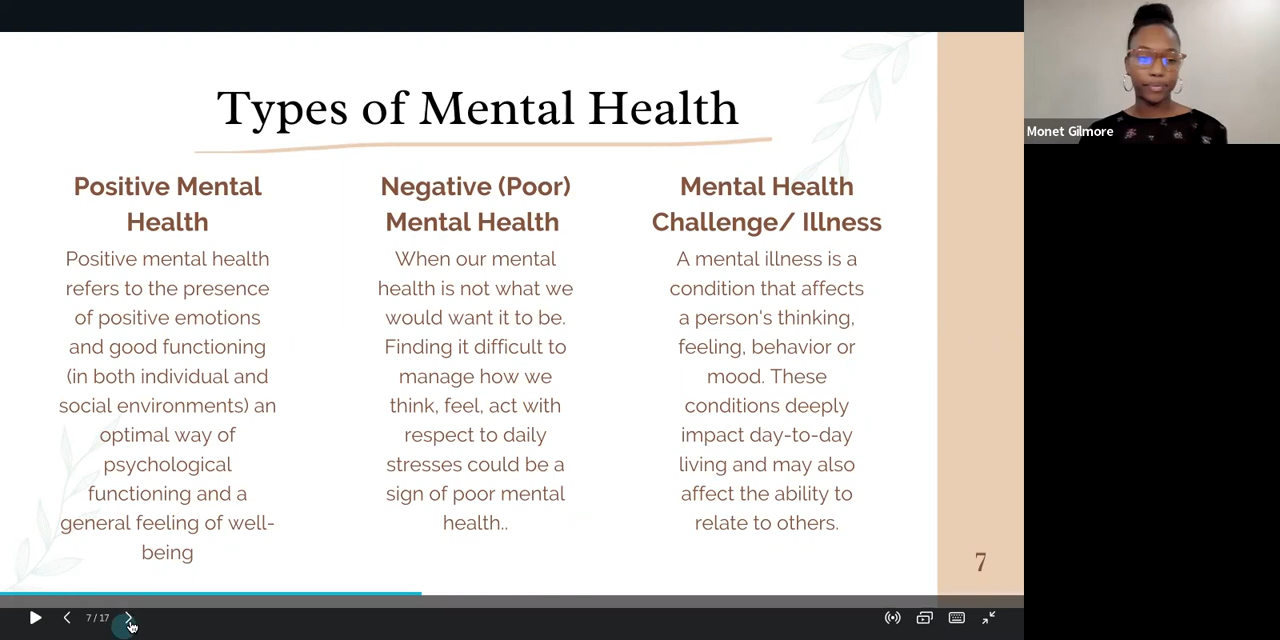 Types of Mental Health
Positive Mental
Health
Positive mental health
refers to the presence
of positive emotions
and good functioning
(in both individual and
social environments) an
optimal way of
psychological
functioning and a
general feeling of well-
being
Negative (Poor)
Mental Health
When our mental
health is not what we
would want it to be.
Finding it difficult to
manage how we
think, feel, act with
respect to daily
stresses could be a
sign of poor mental
health..
Mental Health
Challenge/ Illness
A mental illness is a
condition that affects
a person's thinking,
feeling, behavior or
mood. These
conditions deeply
impact day-to-day
living and may also
affect the ability to
relate to others.
7
7 / 17
Monet Gilmore